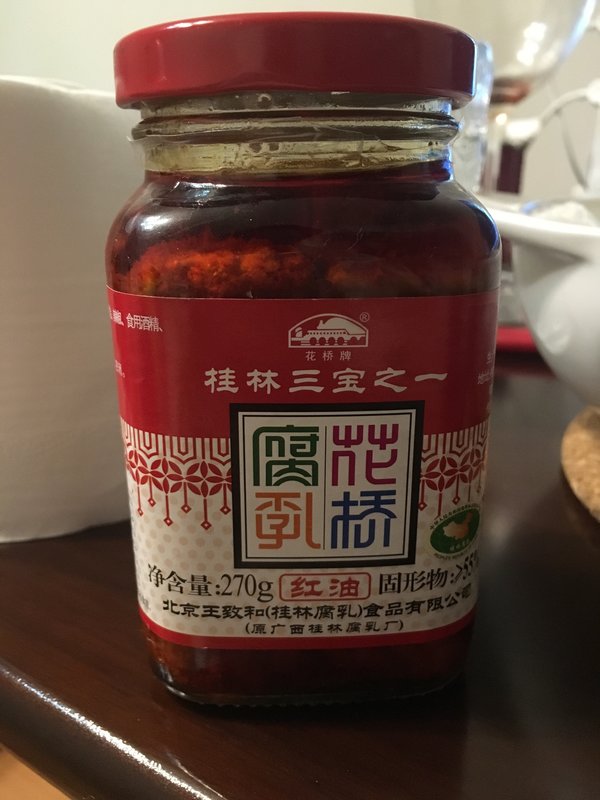 ®
花桥牌
桂林三宝之一
花桥
腐乳
食用酒精、
净含量:270g 红油 固形物:≥55%
北京王致和(桂林腐乳)食品有限公司
(原广西桂林腐乳厂)